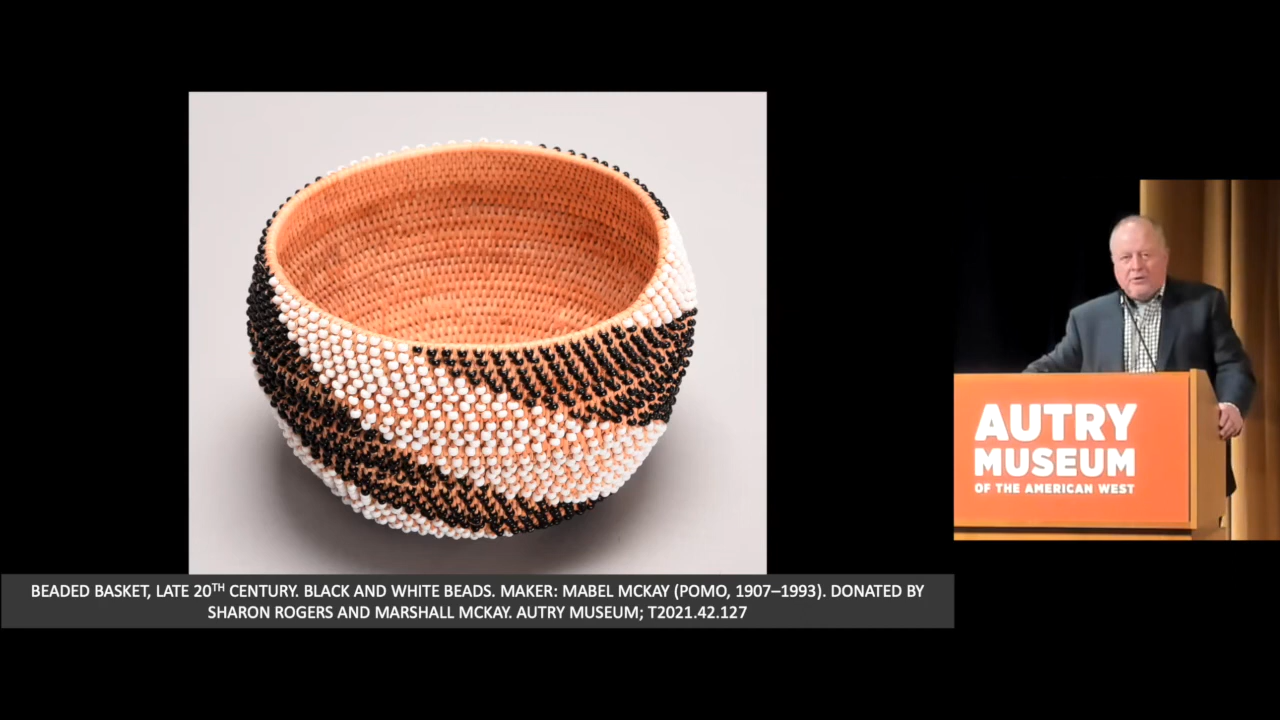 BEADED BASKET, LATE 20TH CENTURY. BLACK AND WHITE BEADS. MAKER: MABEL MCKAY (POMO, 1907–1993). DONATED BY
SHARON ROGERS AND MARSHALL MCKAY. AUTRY MUSEUM; T2021.42.127
AUTRY
MUSEUM
OF THE AMERICAN WEST